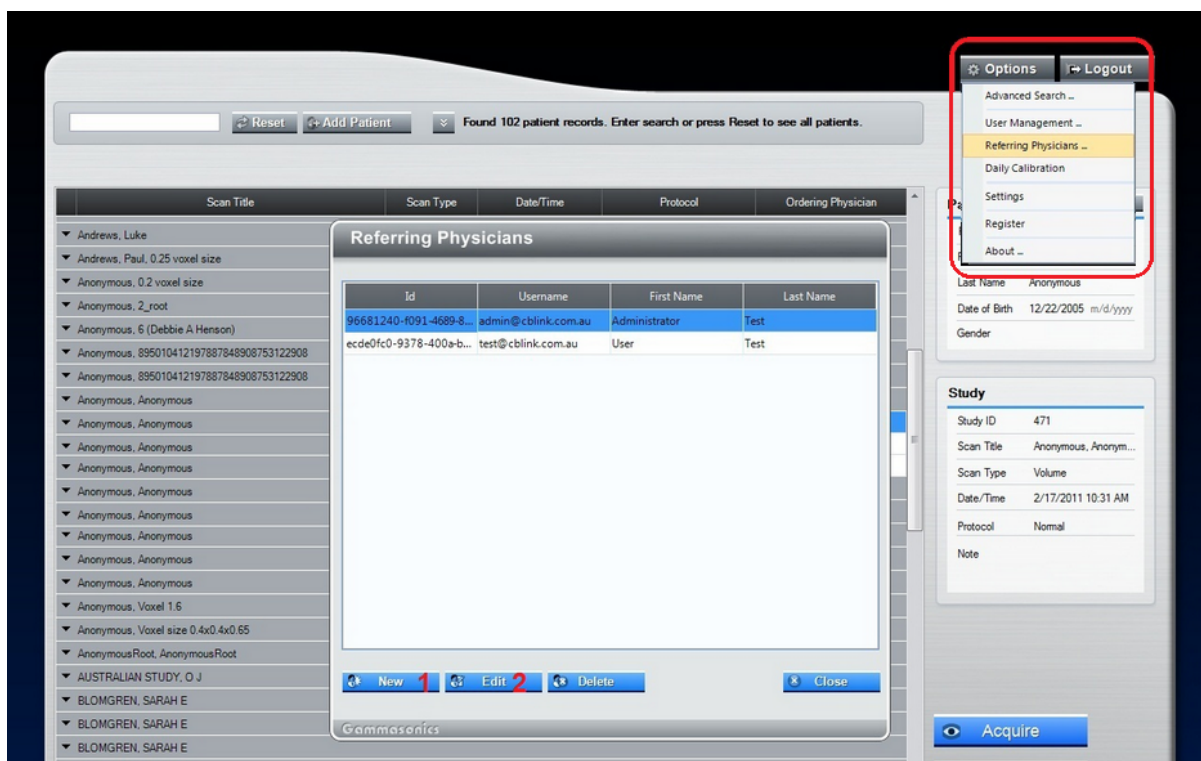 Options Logout
Advanced Search ...
User Management ...
Referring Physicians ...
Daily Calibration
Settings
Register
About ...
Reset Add Patient Found 102 patient records. Enter search or press Reset to see all patients.
Scan Title Scan Type Date/Time Protocol Ordering Physician
Andrews, Luke
Andrews, Paul, 0.25 voxel size
Anonymous, 0.2 voxel size
Anonymous, 2_root
Anonymous, 6 (Debbie A Henson)
Anonymous, 89501041219788784890875312290​8
Anonymous, 895010412197887848908753122908
Anonymous, Anonymous
Anonymous, Anonymous
Anonymous, Anonymous
Anonymous, Anonymous
Anonymous, Anonymous
Anonymous, Anonymous
Anonymous, Anonymous
Anonymous, Anonymous
Anonymous, Anonymous
Anonymous, Voxel 1.6
Anonymous, Voxel size 0.4x0.4x0.65
AnonymousRoot, AnonymousRoot
AUSTRALIAN STUDY, O J
BLOMGREN, SARAH E
BLOMGREN, SARAH E
BLOMGREN, SARAH E
Referring Physicians
Id Username First Name Last Name
96681240-f091-4689-8... admin@cblink.com.au Administrator Test
ecde0fc0-9378-400a-b... test@cblink.com.au User Test
New 1 Edit 2 Delete Close
Gammasonics
Last Name Anonymous
Date of Birth 12/22/2005 m/d/yyyy
Gender
Study
Study ID 471
Scan Title Anonymous, Anonym...
Scan Type Volume
Date/Time 2/17/2011 10:31 AM
Protocol Normal
Note
Acquire